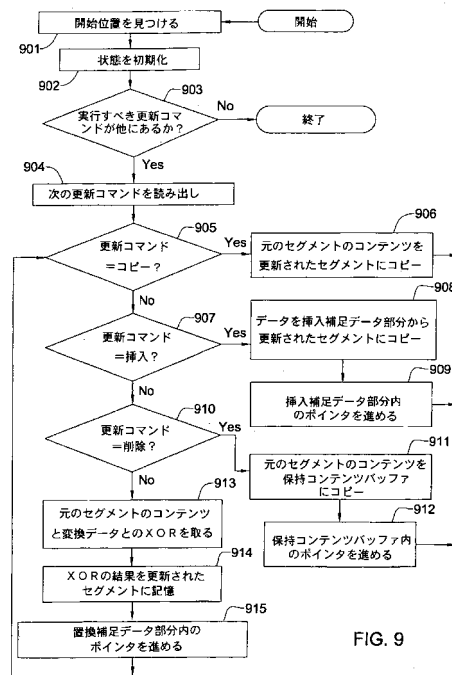 開始
901
開始位置を見つける
902
状態を初期化
903
実行すべき更新コマ
ンドが他にあるか?
No
終了
Yes
904
次の更新コマンドを読み出し
905
更新コマンド
=コピー?
Yes
906
元のセグメントのコンテンツを
更新されたセグメントにコピー
No
907
更新コマンド
=挿入?
Yes
908
データを挿入補足データ部分から
更新されたセグメントにコピー
909
挿入補足データ部分内
のポインタを進める
No
910
更新コマンド
=削除?
Yes
911
元のセグメントのコンテンツを
保持コンテンツバッファ
にコピー
912
保持コンテンツバッファ内
のポインタを進める
No
913
元のセグメントのコンテンツ
と変換データとのXORを取る
914
XORの結果を更新された
セグメントに記憶
915
置換補足データ部分内の
ポインタを進める
FIG. 9